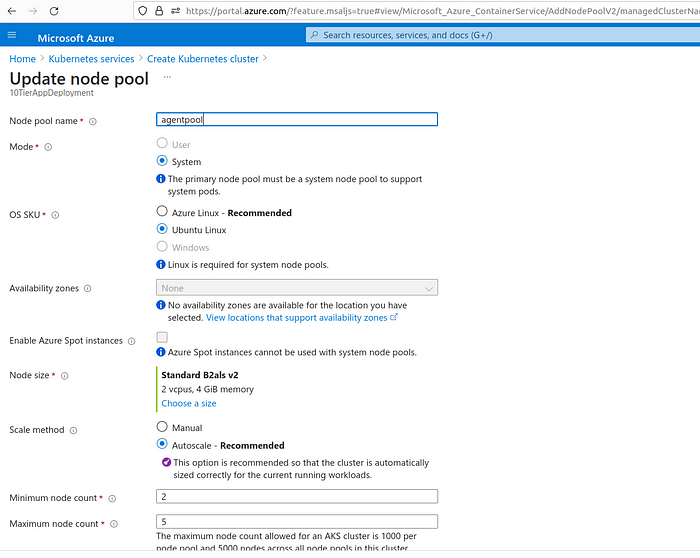 https://portal.azure.com/?feature.msaljs=true#view/Microsoft_Azure_ContainerService/AddNodePoolV2/managedClusterNa
Microsoft Azure
Search resources, services, and docs (G+/)
Home > Kubernetes services > Create Kubernetes cluster >
Update node pool ...
10TierAppDeployment
Node pool name * agentpool
Mode * User
System
The primary node pool must be a system node pool to support
system pods.
OS SKU * Azure Linux - Recommended
Ubuntu Linux
Windows
Linux is required for system node pools.
Availability zones None
No availability zones are available for the location you have
selected. View locations that support availability zones
Enable Azure Spot instances
Azure Spot instances cannot be used with system node pools.
Node size * Standard B2als v2
2 vcpus, 4 GiB memory
Choose a size
Scale method Manual
Autoscale - Recommended
This option is recommended so that the cluster is automatically
sized correctly for the current running workloads.
Minimum node count * 2
Maximum node count * 5
The maximum node count allowed for an AKS cluster is 1000 per
node pool and 5000 nodes across all node pools in this cluster